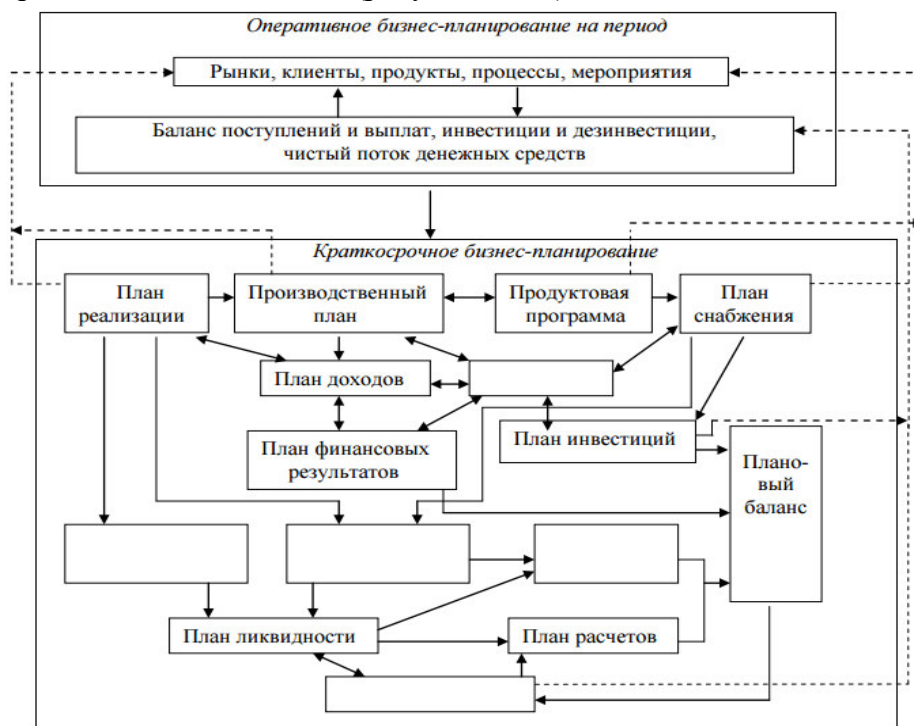 Оперативное бизнес-планирование на период
Рынки, клиенты, продукты, процессы, мероприятия
Баланс поступлений и выплат, инвестиции и дезинвестиции,
чистый поток денежных средств
Краткосрочное бизнес-планирование
План
реализации
Производственный
план
Продуктовая
программа
План
снабжения
План доходов
План финансовых
результатов
План инвестиций
Плано-
вый
баланс
План ликвидности
План расчетов